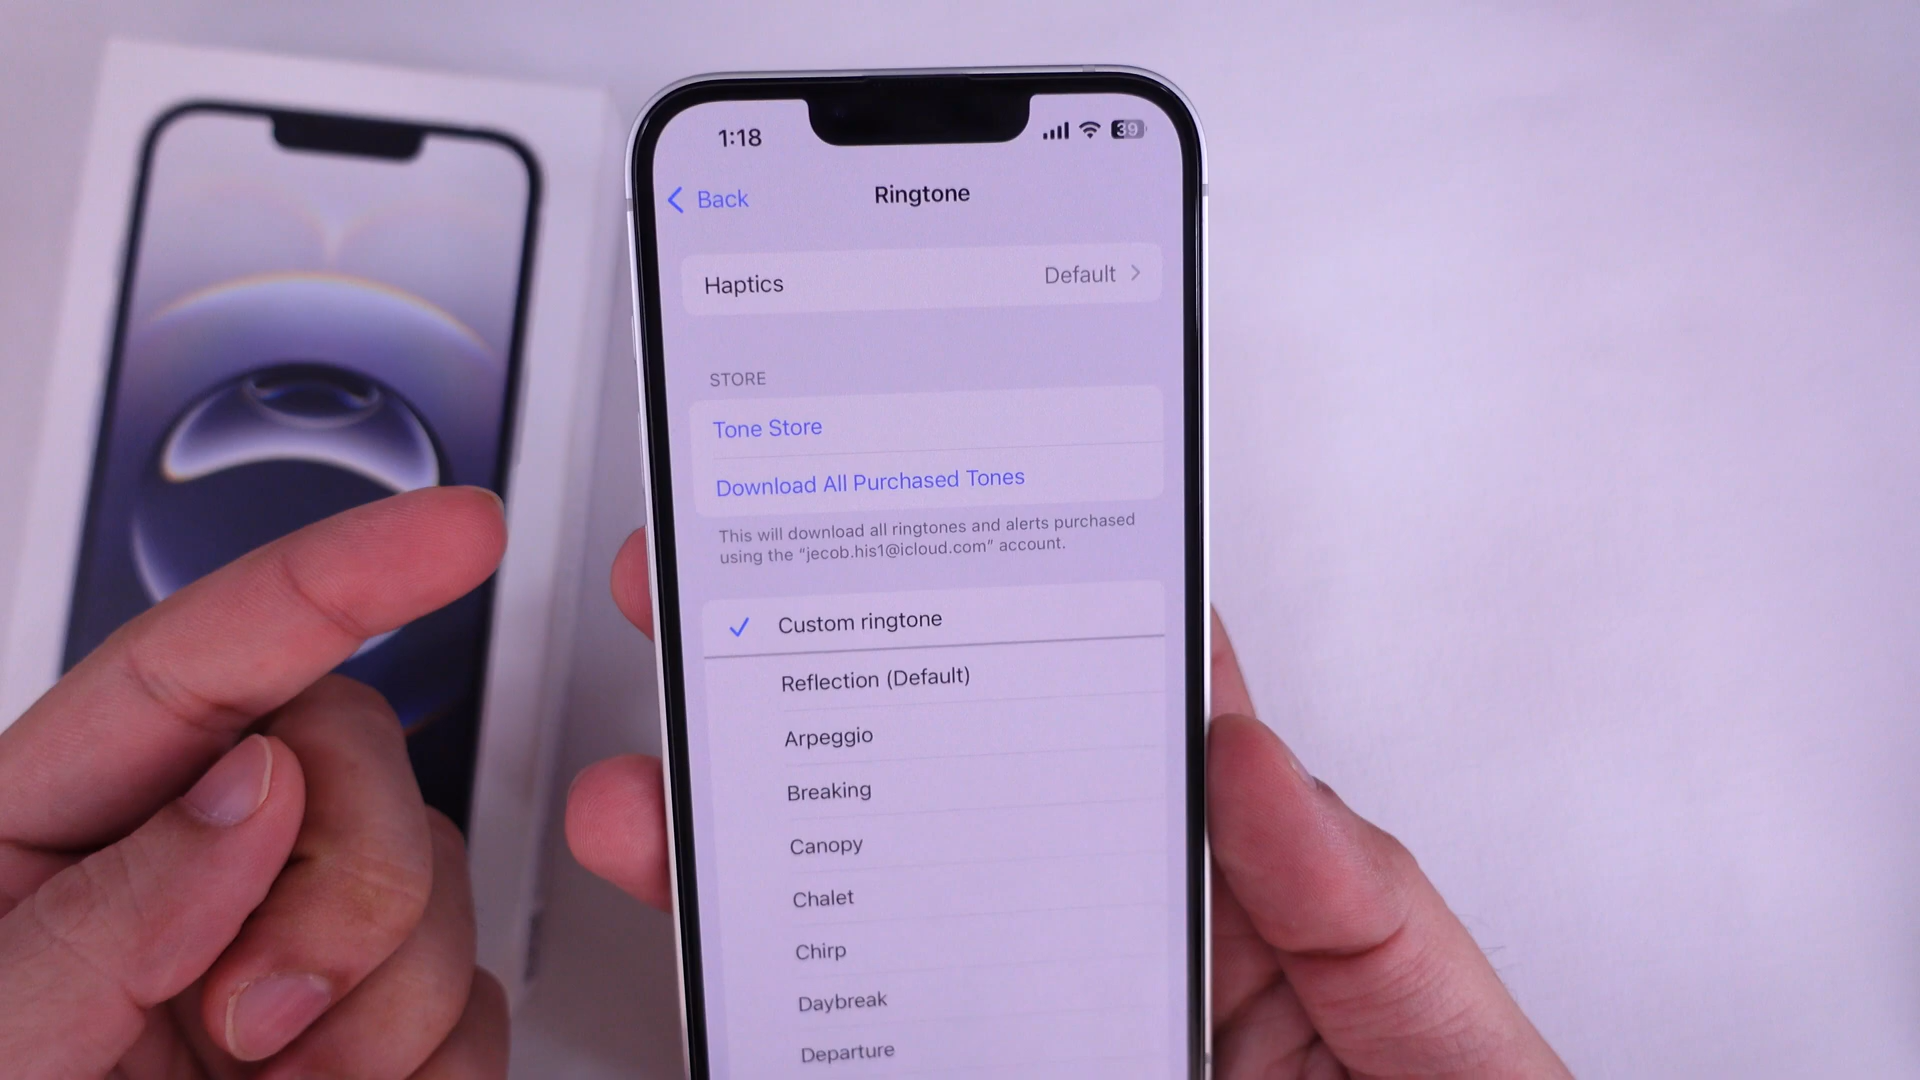 1:18
39
Back
Ringtone
Haptics
Default
STORE
Tone Store
Download All Purchased Tones
This will download all ringtones and alerts purchased
using the “jecob.his1@icloud.com” account.
Custom ringtone
Reflection (Default)
Arpeggio
Breaking
Canopy
Chalet
Chirp
Daybreak
Departure